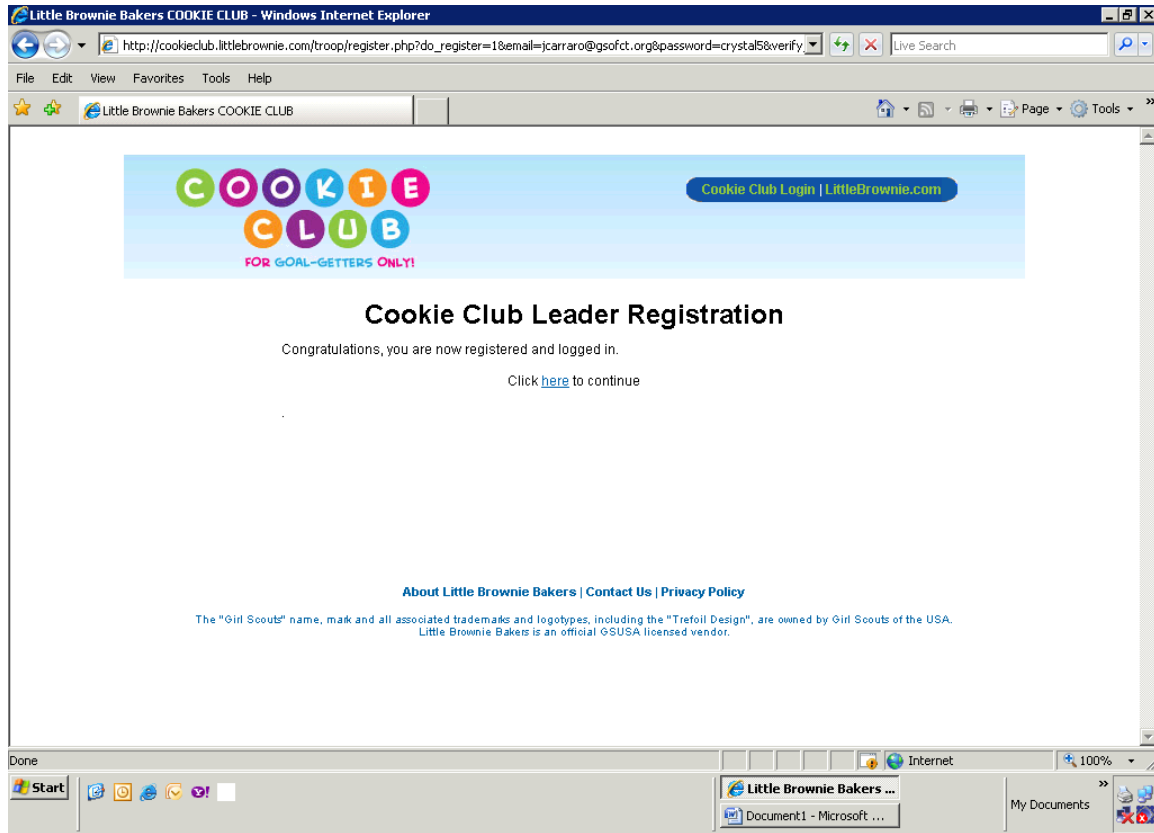 Little Brownie Bakers COOKIE CLUB - Windows Internet Explorer
http://cookieclub.littlebrownie.com/troop/register.php?do_register=1&email=jcarraro@gsofct.org&password=crystal5&verify_
Live Search
File Edit View Favorites Tools Help
Little Brownie Bakers COOKIE CLUB
Page Tools »
COOKIE
CLUB
FOR GOAL-GETTERS ONLY!
Cookie Club Login | LittleBrownie.com
Cookie Club Leader Registration
Congratulations, you are now registered and logged in.
Click here to continue
.
About Little Brownie Bakers | Contact Us | Privacy Policy
The "Girl Scouts" name, mark and all associated trademarks and logotypes, including the "Trefoil Design", are owned by Girl Scouts of the USA.
Little Brownie Bakers is an official GSUSA licensed vendor.
Done
Internet
100%
Start
Little Brownie Bakers ...
Document1 - Microsoft ...
My Documents
»